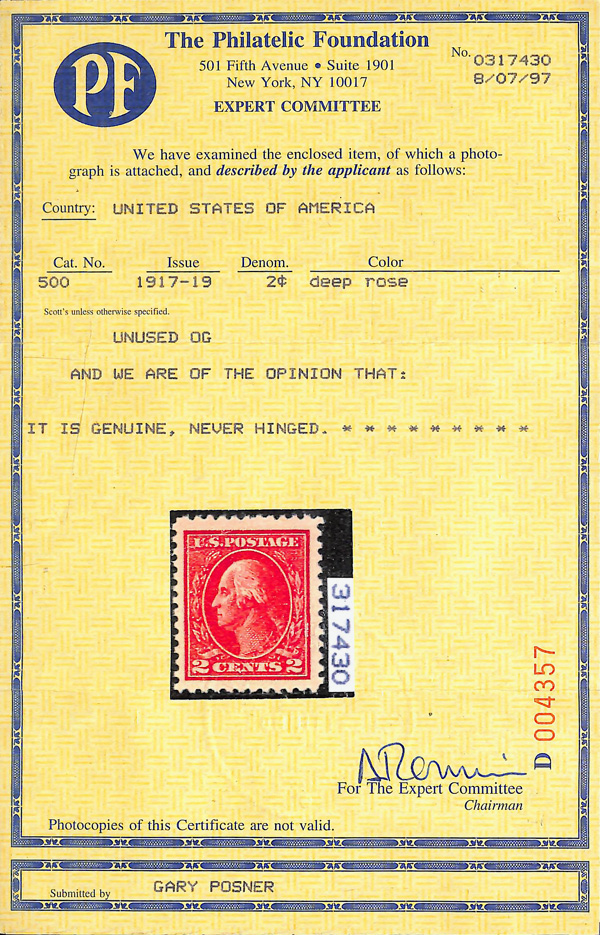 PF
The Philatelic Foundation
501 Fifth Avenue • Suite 1901
New York, NY 10017
EXPERT COMMITTEE
No. 0317430
8/07/97
We have examined the enclosed item, of which a photo-
graph is attached, and described by the applicant as follows:
Country: UNITED STATES OF AMERICA
Cat. No. Issue Denom. Color
500 1917-19 2¢ deep rose
Scott's unless otherwise specified.
UNUSED OG
AND WE ARE OF THE OPINION THAT:
IT IS GENUINE, NEVER HINGED. * * * * * * * * *
U.S. POSTAGE
2 CENTS 2
317430
D 004357
For The Expert Committee
Chairman
Photocopies of this Certificate are not valid.
Submitted by GARY POSNER